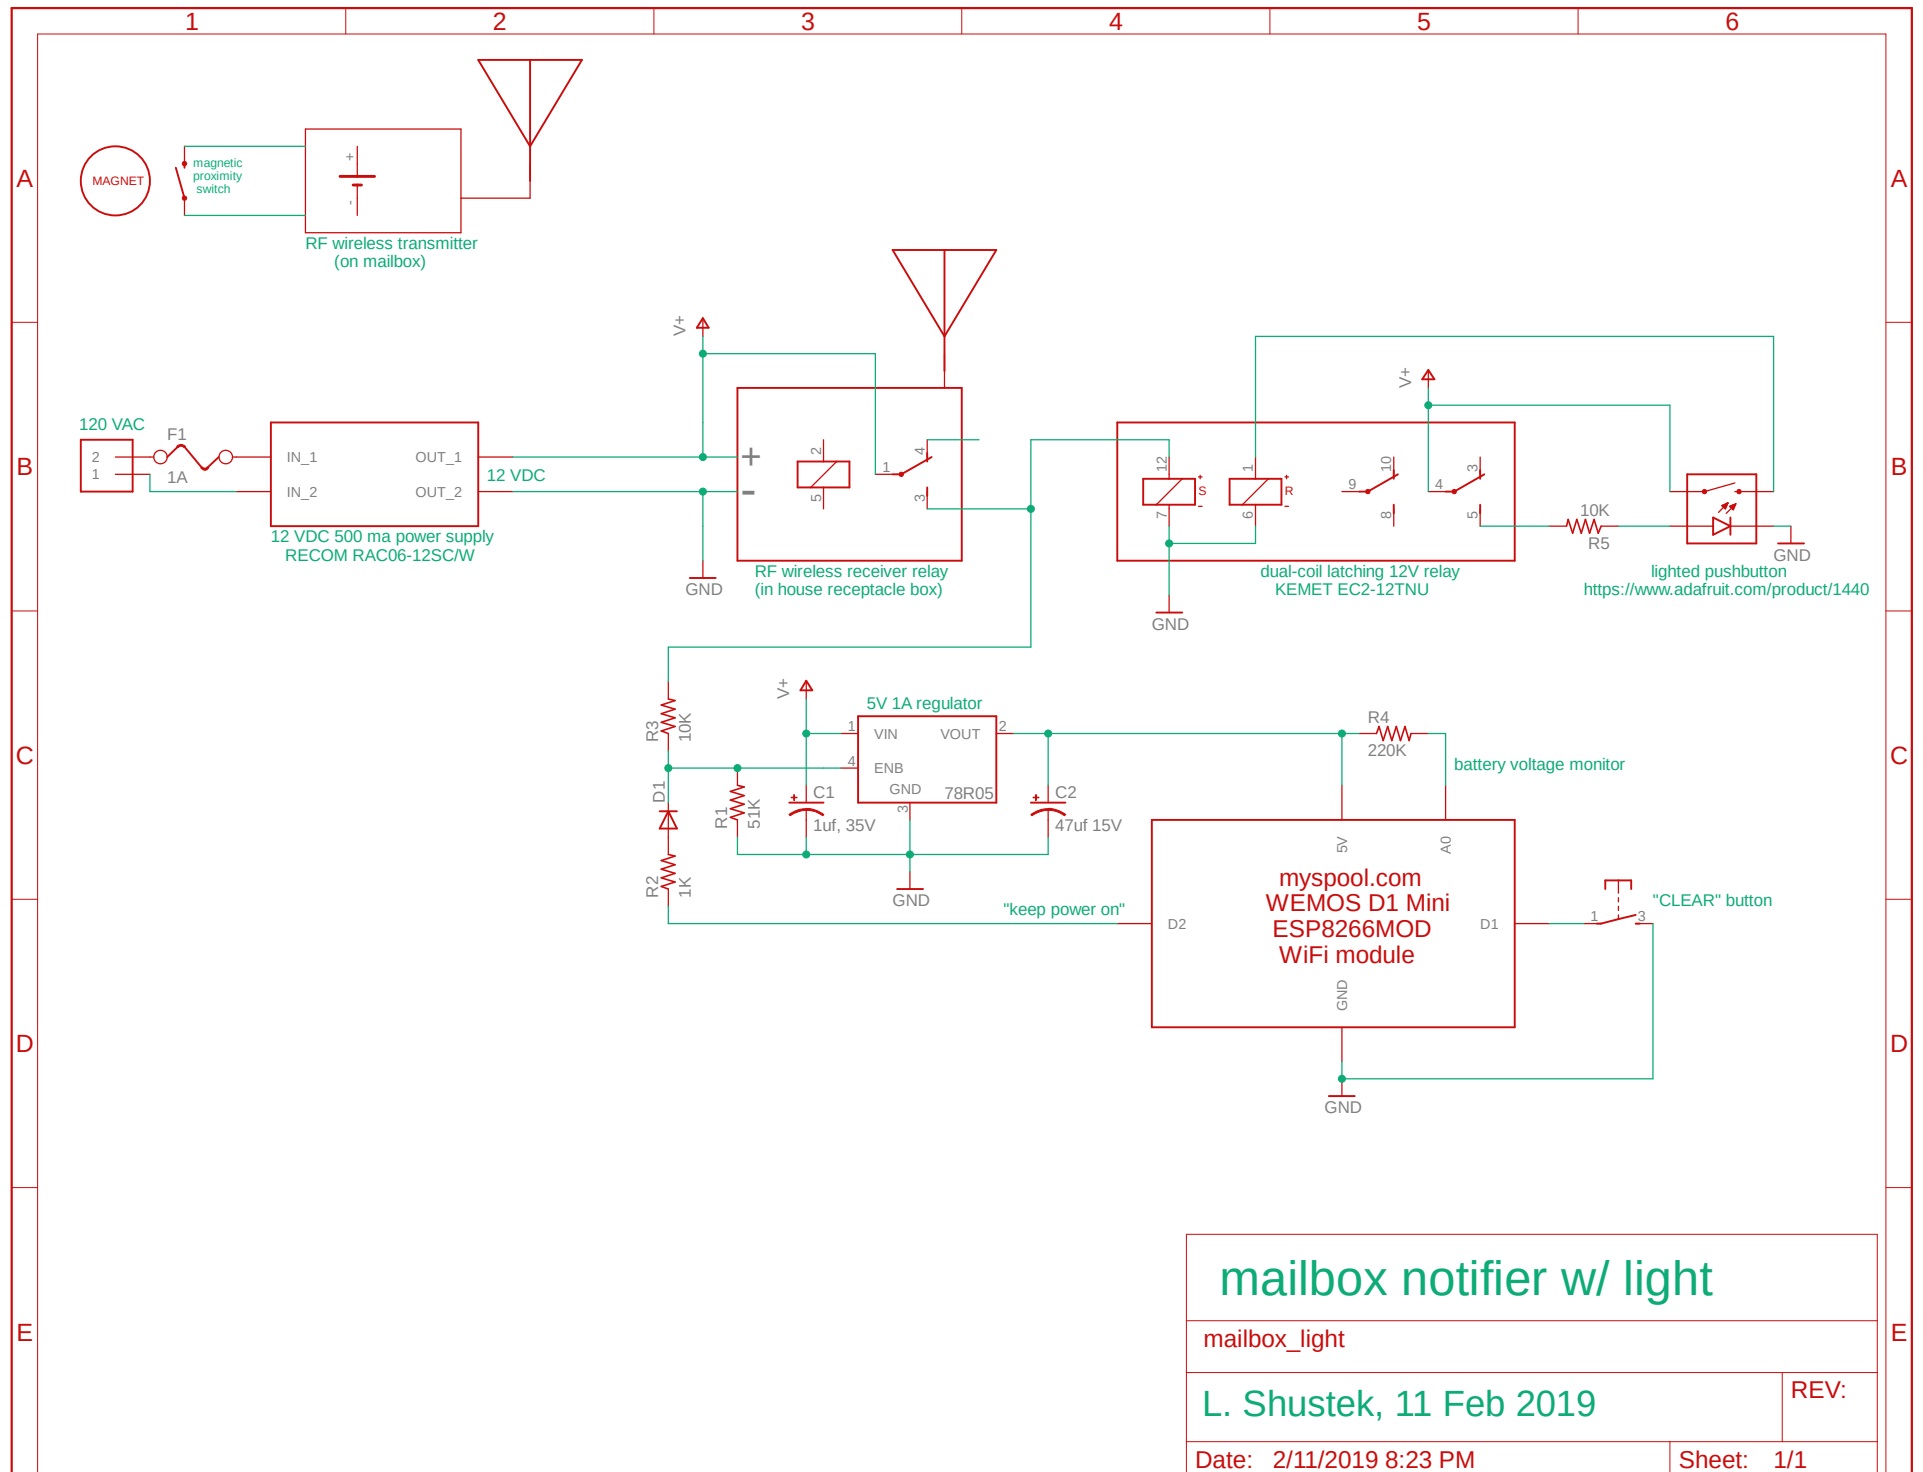 1 2 3 4 5 6
A A
MAGNET
magnetic
proximity
switch
+
-
RF wireless transmitter
(on mailbox)
B B
120 VAC
2
1
F1
1A
IN_1
IN_2
OUT_1
OUT_2
12 VDC
12 VDC 500 ma power supply
RECOM RAC06-12SC/W
V+
GND
+
-
2
5
1
4
3
RF wireless receiver relay
(in house receptacle box)
12
7
+
S
-
1
6
+
R
-
GND
9
10
8
V+
4
3
5
dual-coil latching 12V relay
KEMET EC2-12TNU
10K
R5
GND
lighted pushbutton
https://www.adafruit.com/product/1440
C C
R3
10K
D1
R2
1K
R1
51K
V+
+
C1
1uf, 35V
5V 1A regulator
1
VIN
VOUT
2
4
ENB
GND
78R05
3
GND
+
C2
47uf 15V
R4
220K
battery voltage monitor
5V
A0
myspool.com
WEMOS D1 Mini
ESP8266MOD
WiFi module
"keep power on"
D2
D1
GND
GND
1
3
"CLEAR" button
D D
E E
mailbox notifier w/ light
mailbox_light
L. Shustek, 11 Feb 2019
REV:
Date: 2/11/2019 8:23 PM
Sheet: 1/1